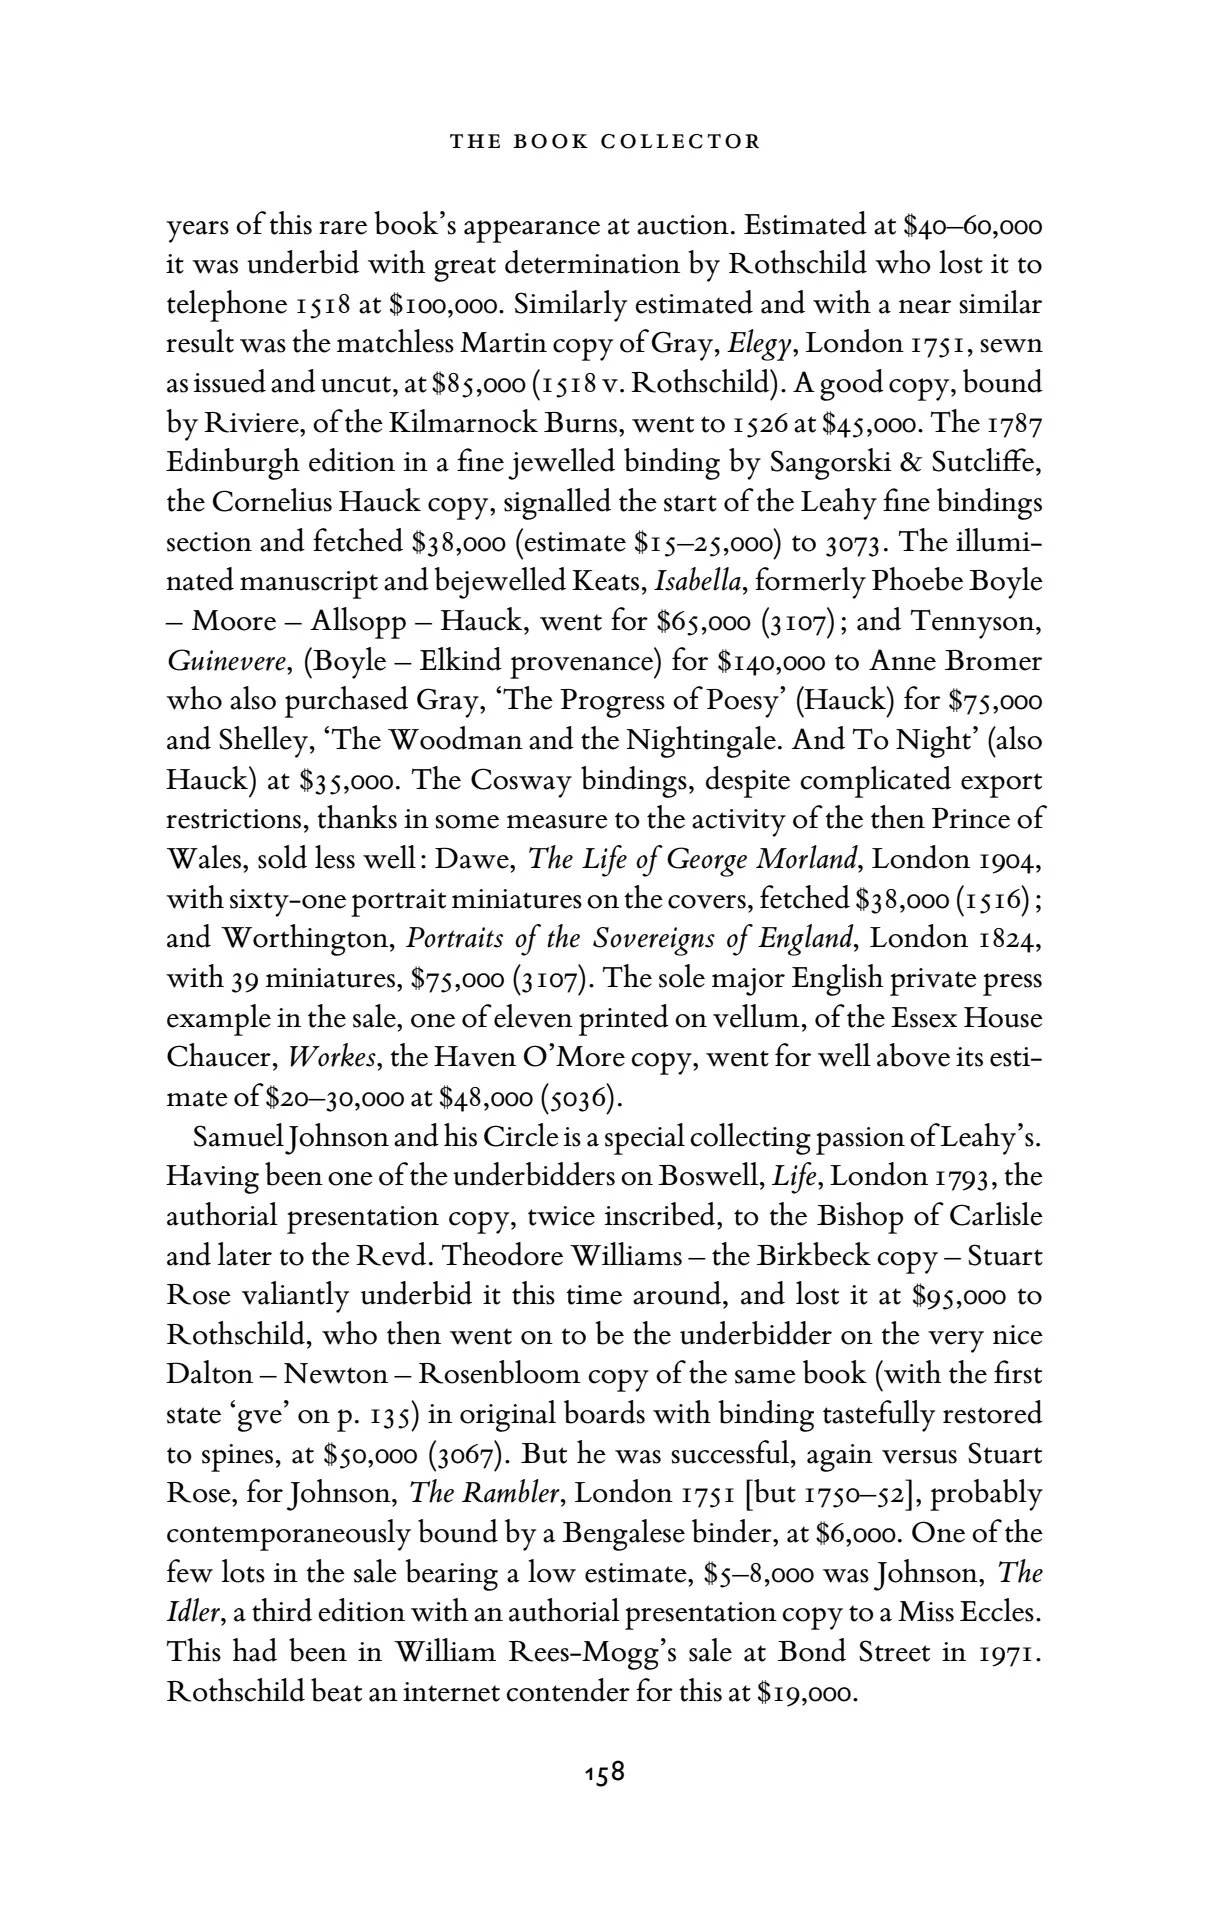 THE BOOK COLLECTOR
years of this rare book’s appearance at auction. Estimated at $40–60,000
it was underbid with great determination by Rothschild who lost it to
telephone 1518 at $100,000. Similarly estimated and with a near similar
result was the matchless Martin copy of Gray, Elegy, London 1751, sewn
as issued and uncut, at $85,000 (1518 v. Rothschild). A good copy, bound
by Riviere, of the Kilmarnock Burns, went to 1526 at $45,000. The 1787
Edinburgh edition in a fine jewelled binding by Sangorski & Sutcliffe,
the Cornelius Hauck copy, signalled the start of the Leahy fine bindings
section and fetched $38,000 (estimate $15–25,000) to 3073. The illumi-
nated manuscript and bejewelled Keats, Isabella, formerly Phoebe Boyle
– Moore – Allsopp – Hauck, went for $65,000 (3107); and Tennyson,
Guinevere, (Boyle – Elkind provenance) for $140,000 to Anne Bromer
who also purchased Gray, ‘The Progress of Poesy’ (Hauck) for $75,000
and Shelley, ‘The Woodman and the Nightingale. And To Night’ (also
Hauck) at $35,000. The Cosway bindings, despite complicated export
restrictions, thanks in some measure to the activity of the then Prince of
Wales, sold less well: Dawe, The Life of George Morland, London 1904,
with sixty-one portrait miniatures on the covers, fetched $38,000 (1516);
and Worthington, Portraits of the Sovereigns of England, London 1824,
with 39 miniatures, $75,000 (3107). The sole major English private press
example in the sale, one of eleven printed on vellum, of the Essex House
Chaucer, Workes, the Haven O’More copy, went for well above its esti-
mate of $20–30,000 at $48,000 (5036).
Samuel Johnson and his Circle is a special collecting passion of Leahy’s.
Having been one of the underbidders on Boswell, Life, London 1793, the
authorial presentation copy, twice inscribed, to the Bishop of Carlisle
and later to the Revd. Theodore Williams – the Birkbeck copy – Stuart
Rose valiantly underbid it this time around, and lost it at $95,000 to
Rothschild, who then went on to be the underbidder on the very nice
Dalton – Newton – Rosenbloom copy of the same book (with the first
state ‘gve’ on p. 135) in original boards with binding tastefully restored
to spines, at $50,000 (3067). But he was successful, again versus Stuart
Rose, for Johnson, The Rambler, London 1751 [but 1750–52], probably
contemporaneously bound by a Bengalese binder, at $6,000. One of the
few lots in the sale bearing a low estimate, $5–8,000 was Johnson, The
Idler, a third edition with an authorial presentation copy to a Miss Eccles.
This had been in William Rees-Mogg’s sale at Bond Street in 1971.
Rothschild beat an internet contender for this at $19,000.
158